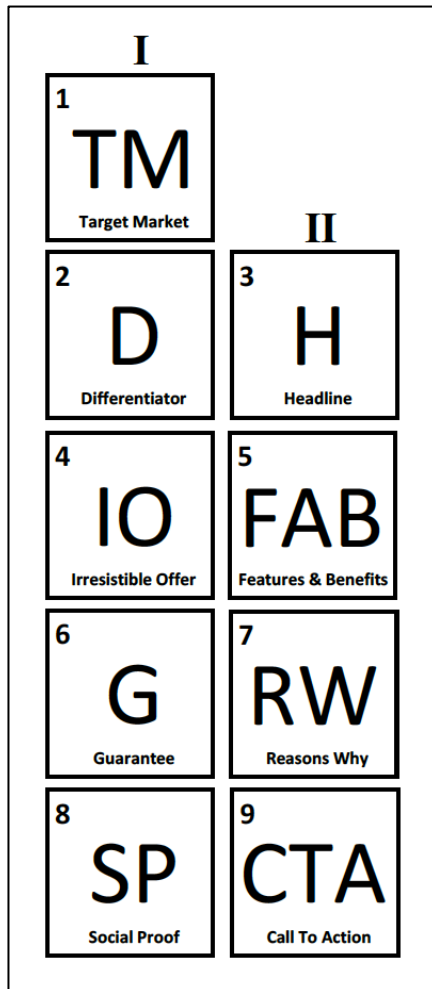 I
1
TM
Target Market
II
2
D
Differentiator
3
H
Headline
4
IO
Irresistible Offer
5
FAB
Features & Benefits
6
G
Guarantee
7
RW
Reasons Why
8
SP
Social Proof
9
CTA
Call To Action